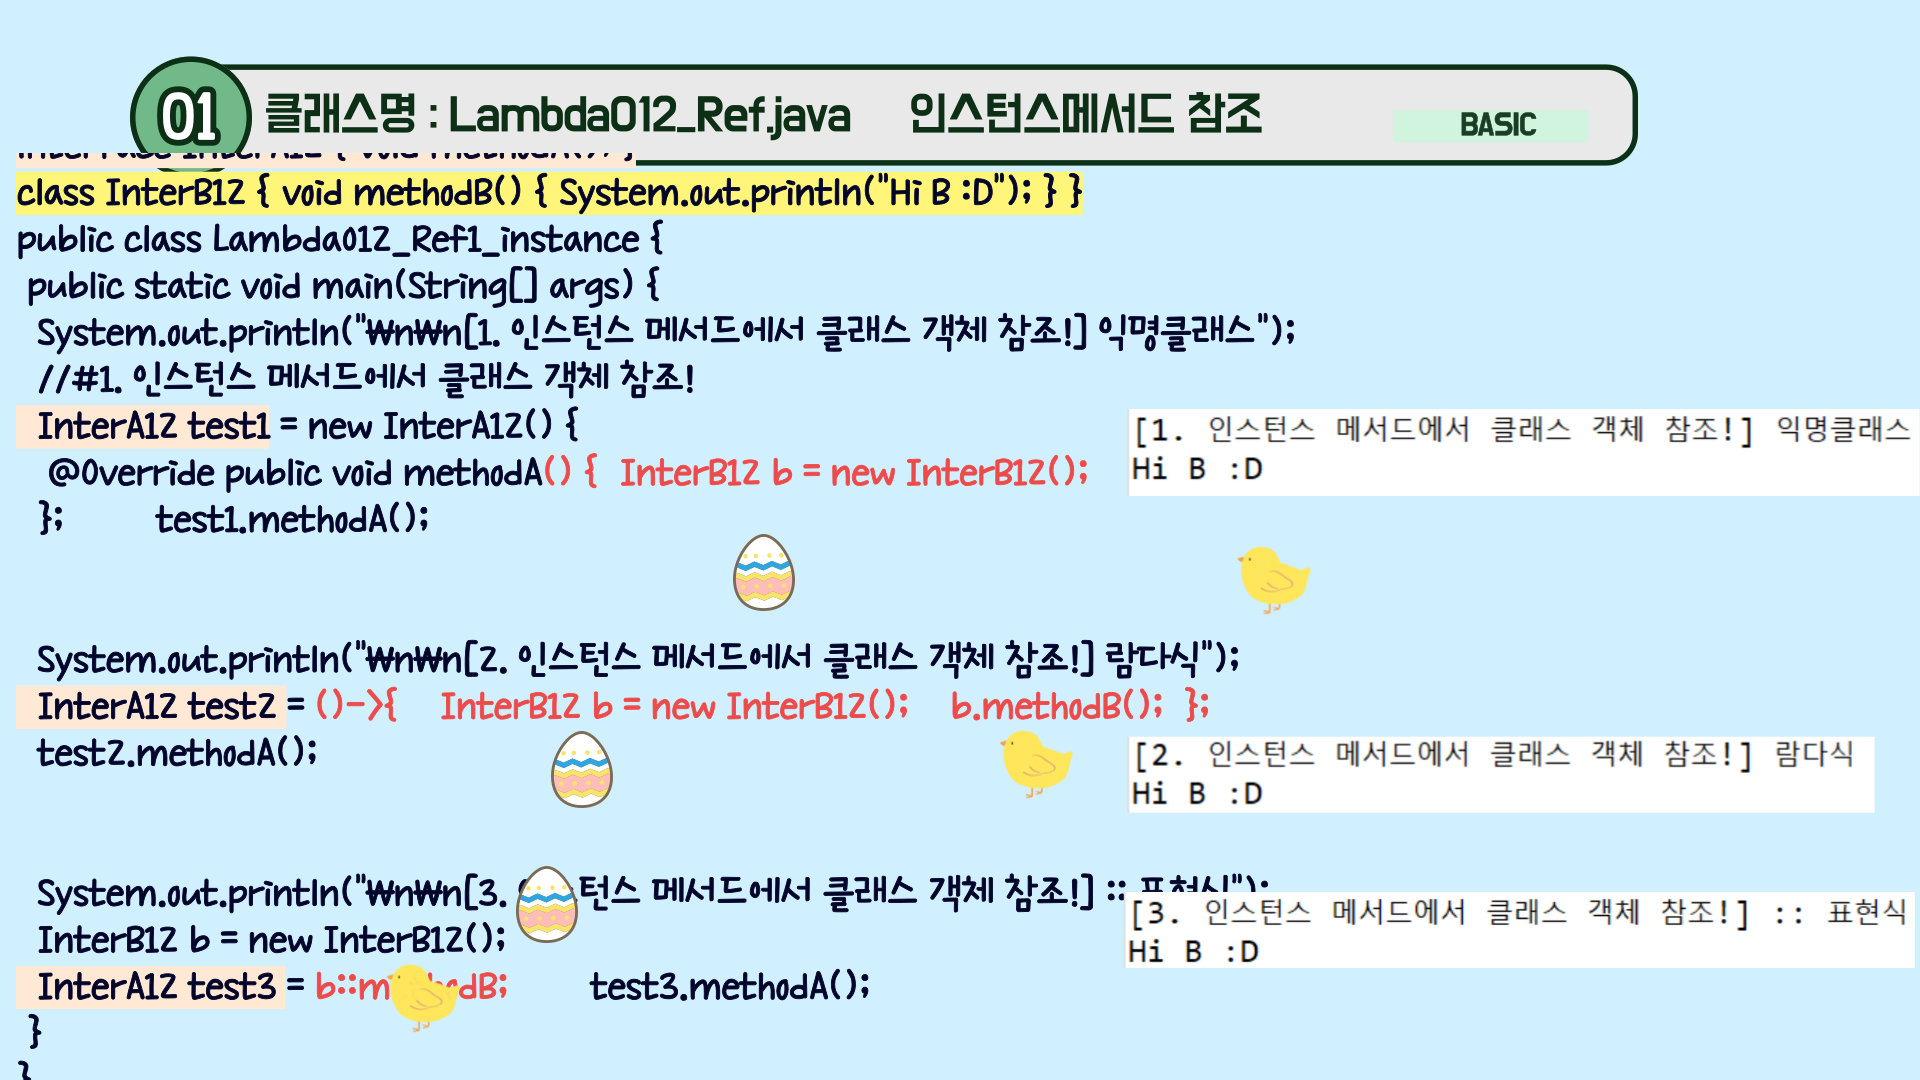 01 클래스명 : Lambda012_Ref.java 인스턴스메서드 참조 BASIC
class InterB12 { void methodB() { System.out.println("Hi B :D"); } }
public class Lambda012_Ref1_instance {
public static void main(String[] args) {
System.out.println("₩n₩n[1. 인스턴스 메서드에서 클래스 객체 참조!] 익명클래스");
//#1. 인스턴스 메서드에서 클래스 객체 참조!
InterA12 test1 = new InterA12() {
@Override public void methodA() { InterB12 b = new InterB12();
}; test1.methodA();
[1. 인스턴스 메서드에서 클래스 객체 참조!] 익명클래스
Hi B :D
System.out.println("₩n₩n[2. 인스턴스 메서드에서 클래스 객체 참조!] 람다식");
InterA12 test2 = ()->{ InterB12 b = new InterB12(); b.methodB(); };
test2.methodA();
[2. 인스턴스 메서드에서 클래스 객체 참조!] 람다식
Hi B :D
System.out.println("₩n₩n[3. 턴스 메서드에서 클래스 객체 참조!] :: 표현식");
InterB12 b = new InterB12();
InterA12 test3 = b::methodB; test3.methodA();
}
}
[3. 인스턴스 메서드에서 클래스 객체 참조!] :: 표현식
Hi B :D